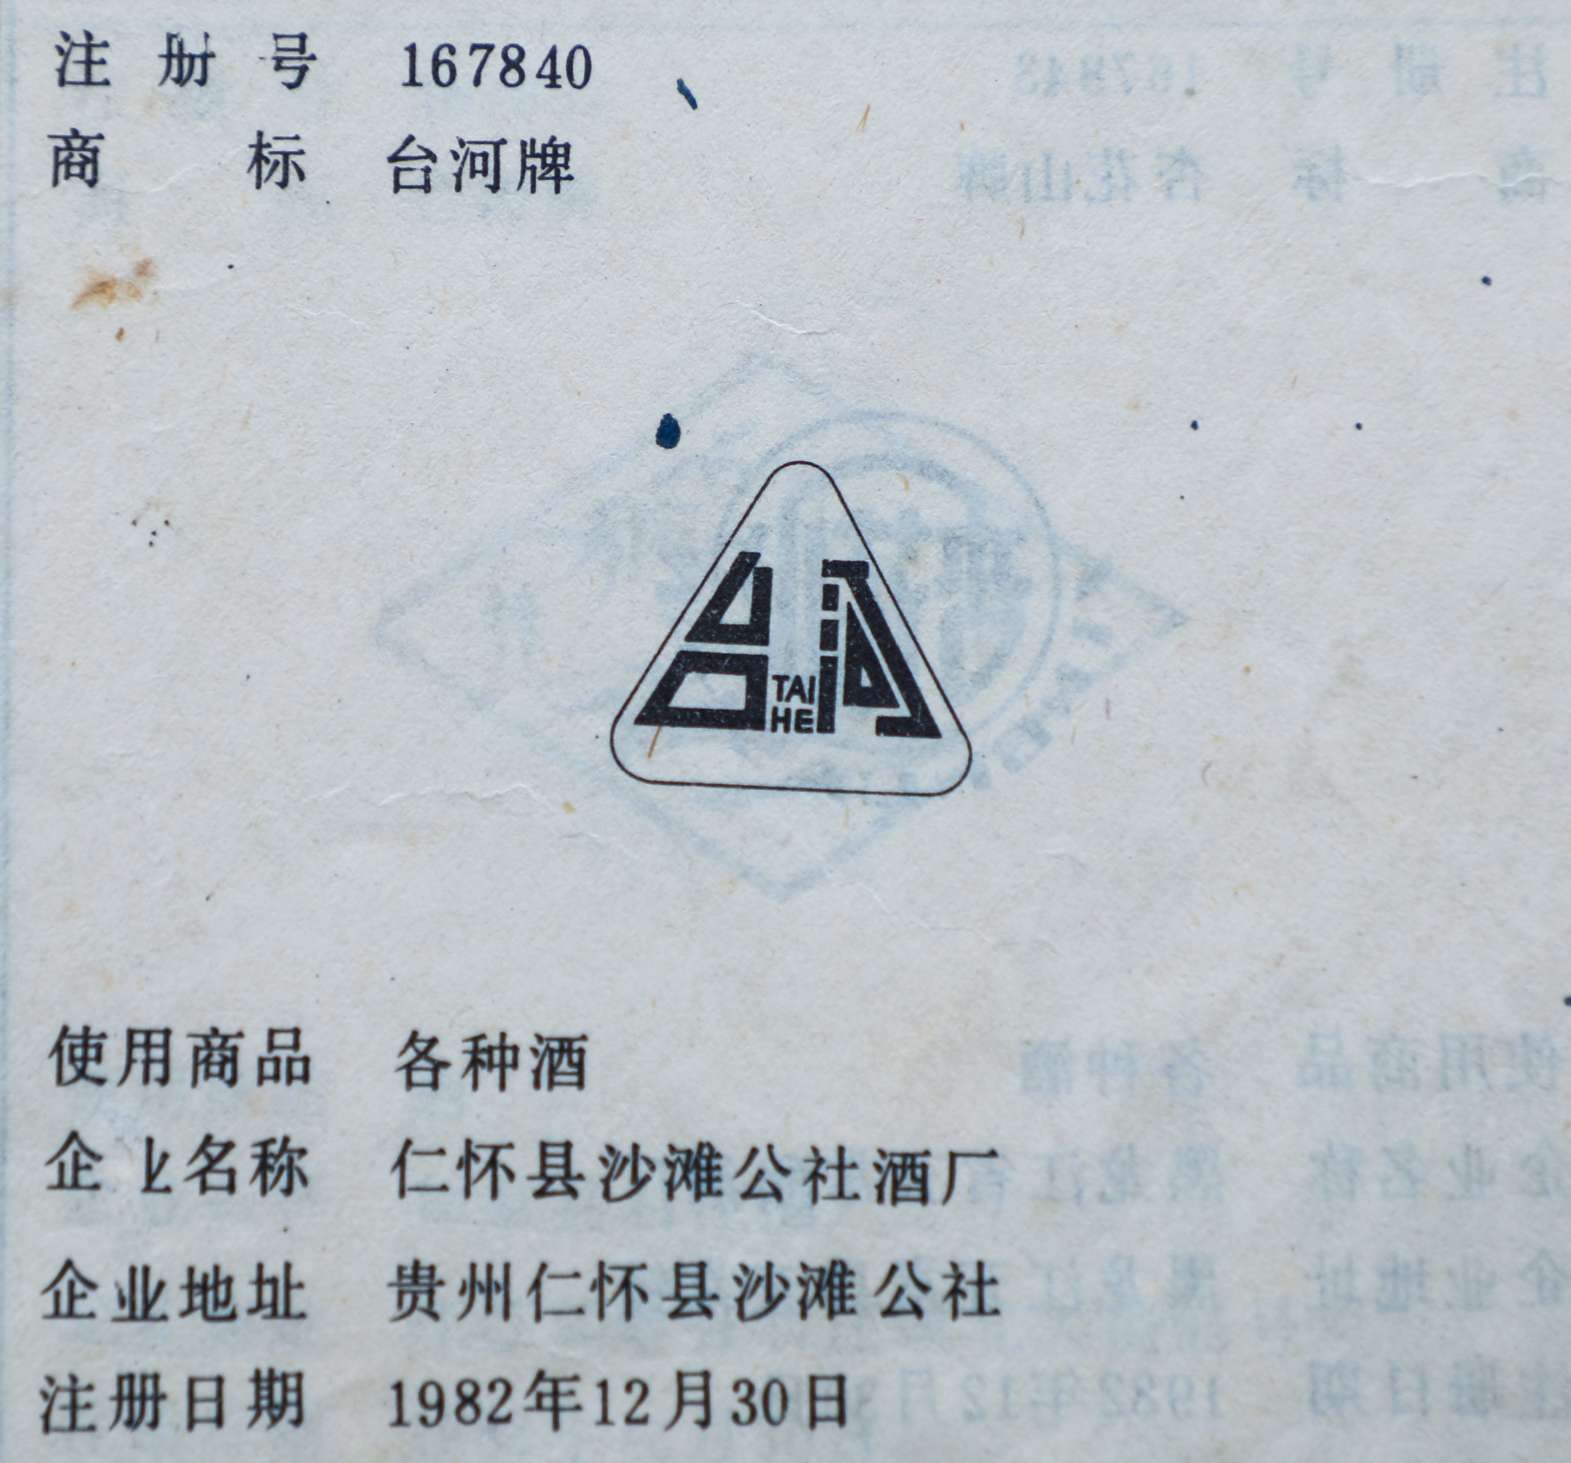 注册号 167840
商标 台河牌
台河
TAI
HE
使用商品 各种酒
企业名称 仁怀县沙滩公社酒厂
企业地址 贵州仁怀县沙滩公社
注册日期 1982年12月30日